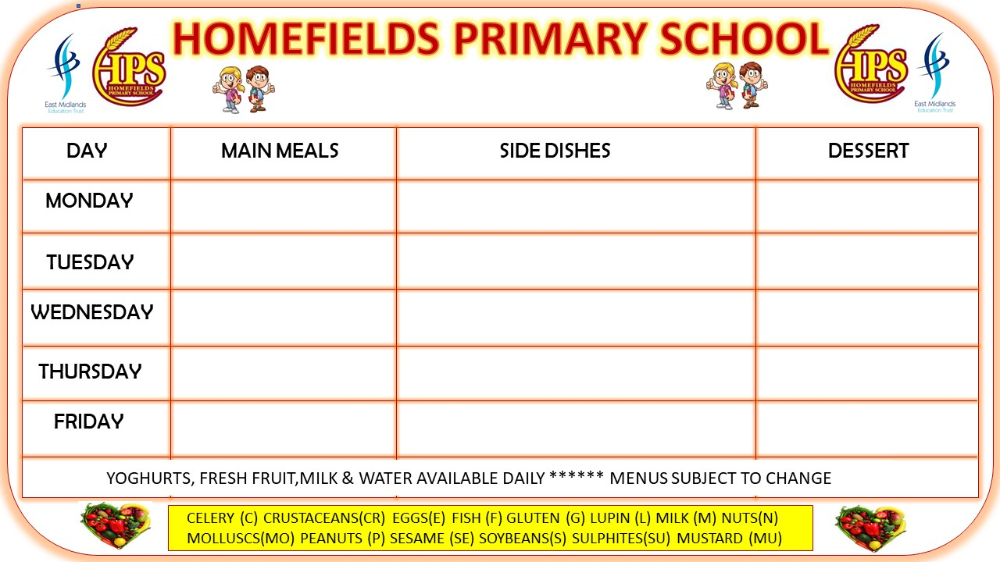 HOMEFIELDS PRIMARY SCHOOL
East Midlands
Education Trust
HPS
HOMEFIELDS
PRIMARY SCHOOL
HPS
HOMEFIELDS
PRIMARY SCHOOL
East Midlands
Education Trust
DAY MAIN MEALS SIDE DISHES DESSERT
MONDAY
TUESDAY
WEDNESDAY
THURSDAY
FRIDAY
YOGHURTS, FRESH FRUIT,MILK & WATER AVAILABLE DAILY ****** MENUS SUBJECT TO CHANGE
CELERY (C) CRUSTACEANS(CR) EGGS(E) FISH (F) GLUTEN (G) LUPIN (L) MILK (M) NUTS(N)
MOLLUSCS(MO) PEANUTS (P) SESAME (SE) SOYBEANS(S) SULPHITES(SU) MUSTARD (MU)